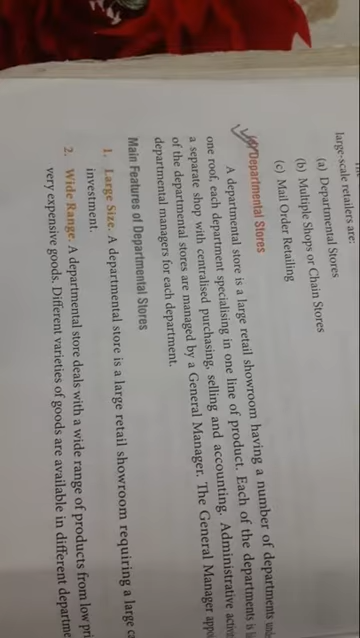 large-scale retailers are:
(a) Departmental Stores
(b) Multiple Shops or Chain Stores
(c) Mail Order Retailing
Departmental Stores
A departmental store is a large retail showroom having a number of departments
one roof, each department specialising in one line of product. Each of the departments is
a separate shop with centralised purchasing, selling and accounting. Administrative
of the departmental stores are managed by a General Manager. The General Manager
departmental managers for each department.
Main Features of Departmental Stores
1. Large Size. A departmental store is a large retail showroom requiring a large
investment.
2. Wide Range. A departmental store deals with a wide range of products from low
very expensive goods. Different varieties of goods are available in different